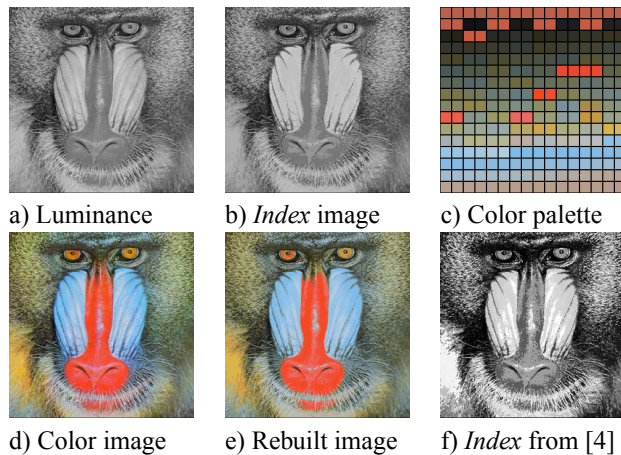 a) Luminance
b) Index image
c) Color palette
d) Color image
e) Rebuilt image
f) Index from [4]